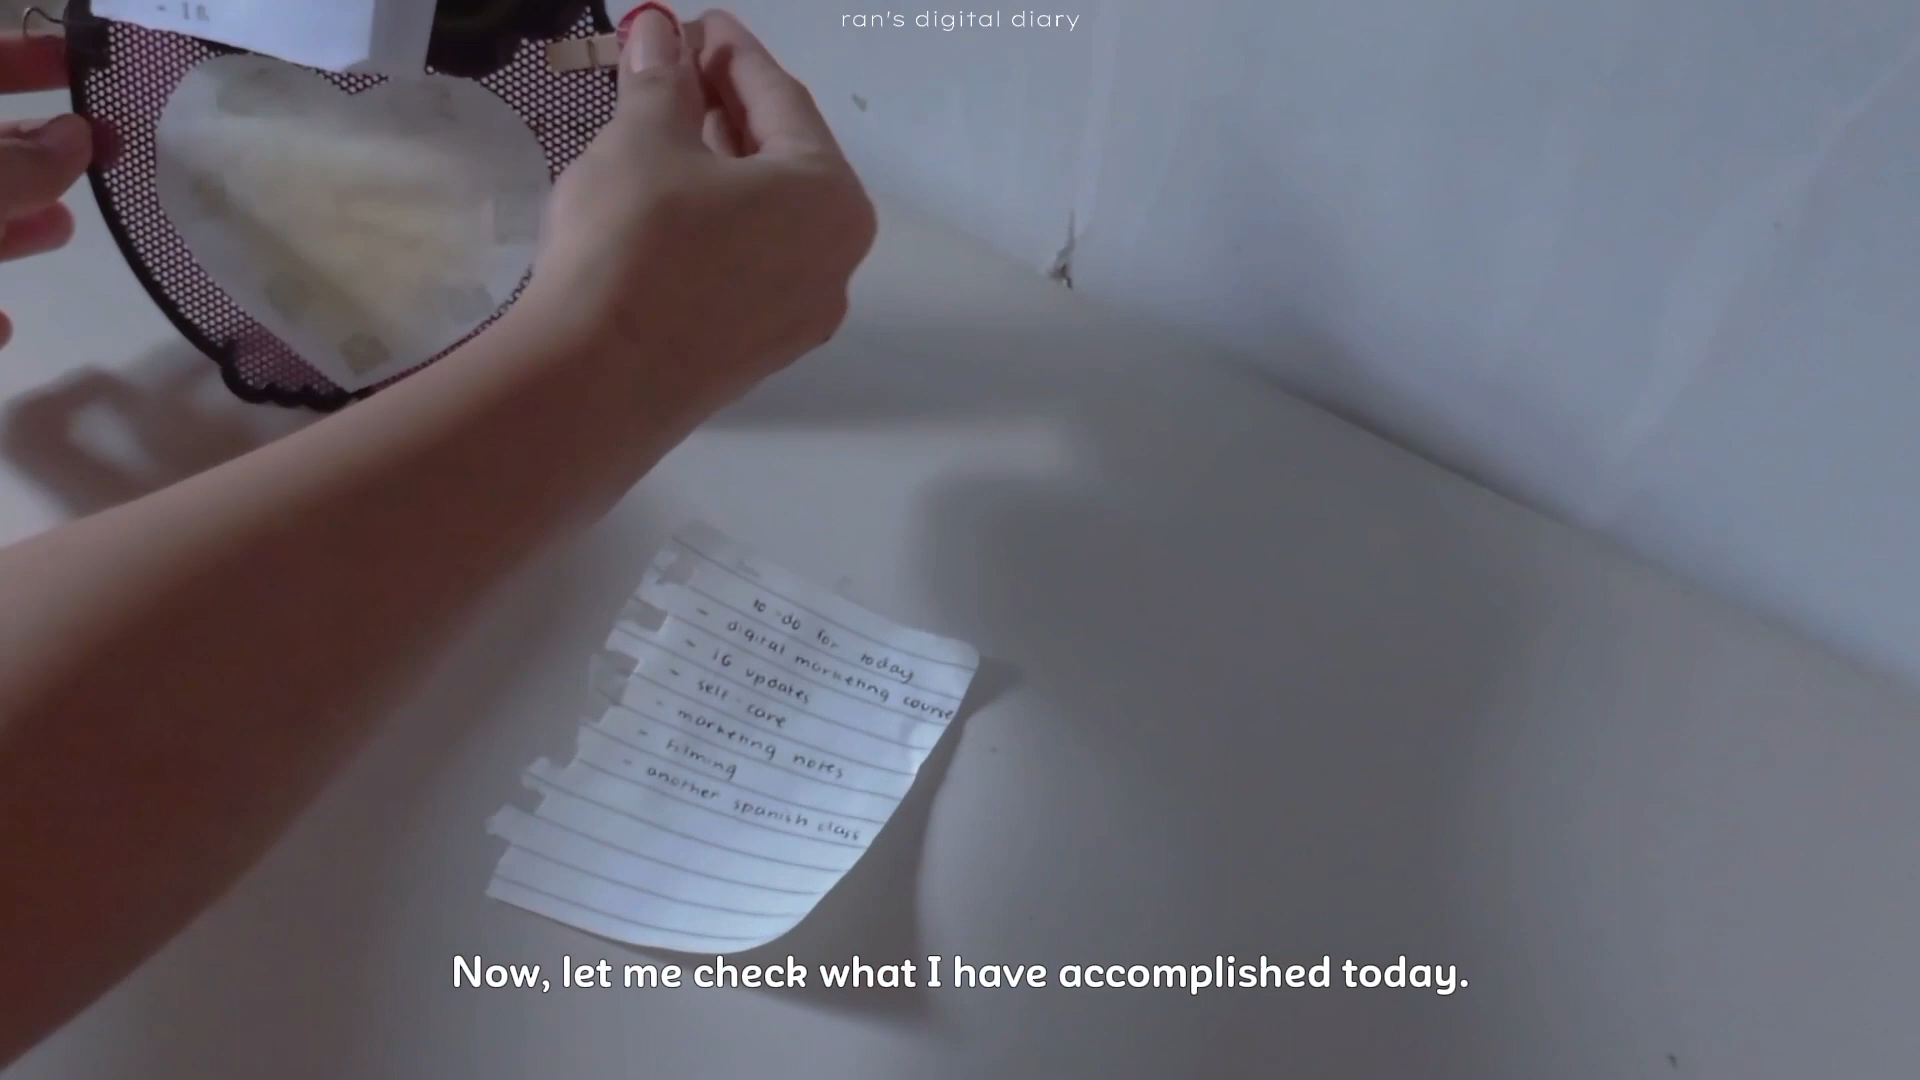 ran's digital diary
to-do for today
- digital marketing course
- IG updates
- self-care
- marketing notes
- filming
- another spanish class
Now, let me check what I have accomplished today.